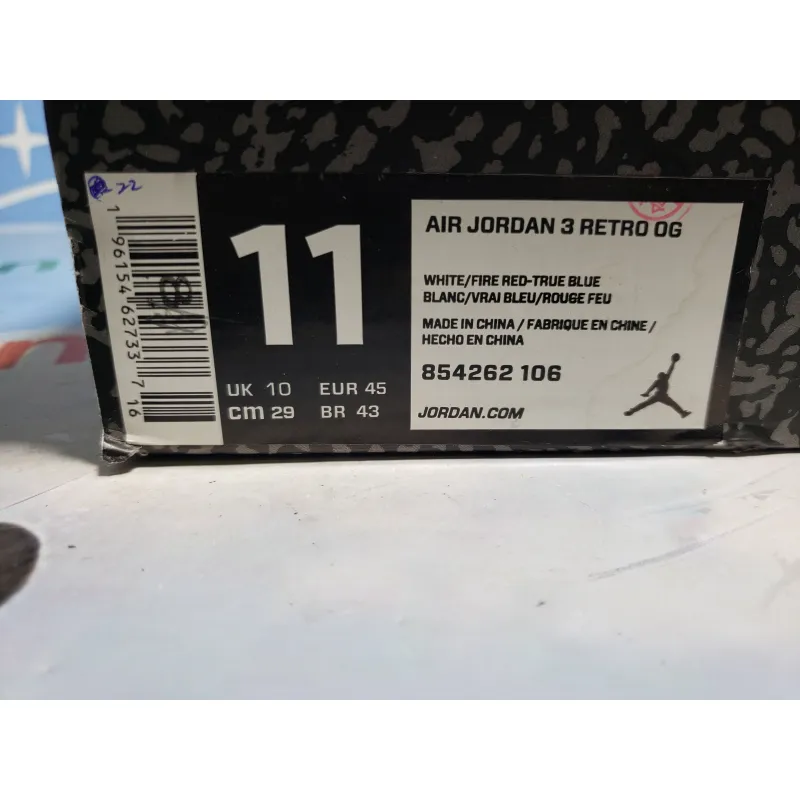 22
1 96154 62733 7 16
11
UK 10 EUR 45
cm 29 BR 43
AIR JORDAN 3 RETRO OG
WHITE/FIRE RED-TRUE BLUE
BLANC/VRAI BLEU/ROUGE FEU
MADE IN CHINA / FABRIQUE EN CHINE /
HECHO EN CHINA
854262 106
JORDAN.COM